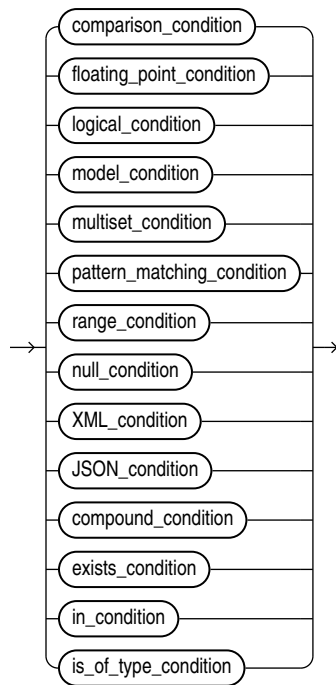 comparison_condition
floating_point_condition
logical_condition
model_condition
multiset_condition
pattern_matching_condition
range_condition
null_condition
XML_condition
JSON_condition
compound_condition
exists_condition
in_condition
is_of_type_condition